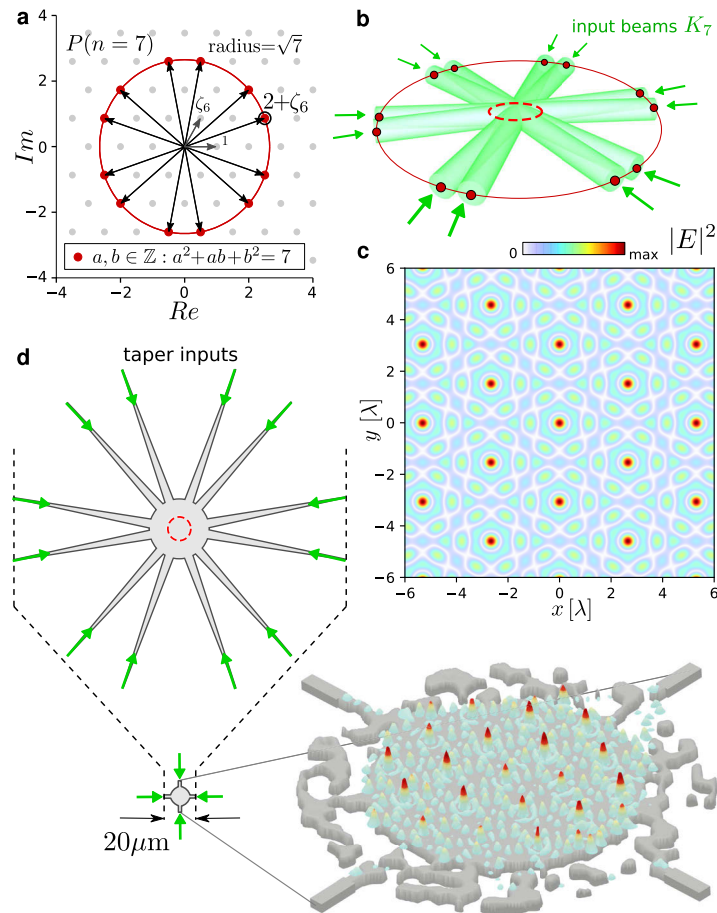 a
P(n = 7)
radius=√7
ζ₆
2+ζ₆
1
Im
4
2
0
−2
−4
−4
−2
0
2
4
Re
a, b ∈ ℤ : a²+ab+b²= 7
b
input beams K₇
0
max
|E|²
c
6
4
2
0
−2
−4
−6
y [λ]
−6
−4
−2
0
2
4
6
x [λ]
d
taper inputs
20μm